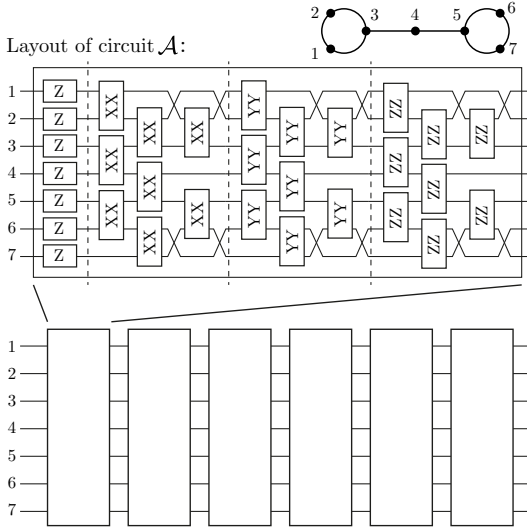 2 3 4 5 6
1 7
Layout of circuit 𝒜:
1 Z XX YY ZZ
2 Z XX XX YY YY ZZ ZZ
3 Z XX YY ZZ
4 Z XX YY ZZ
5 Z XX XX YY YY ZZ ZZ
6 Z XX YY ZZ
7 Z
1
2
3
4
5
6
7